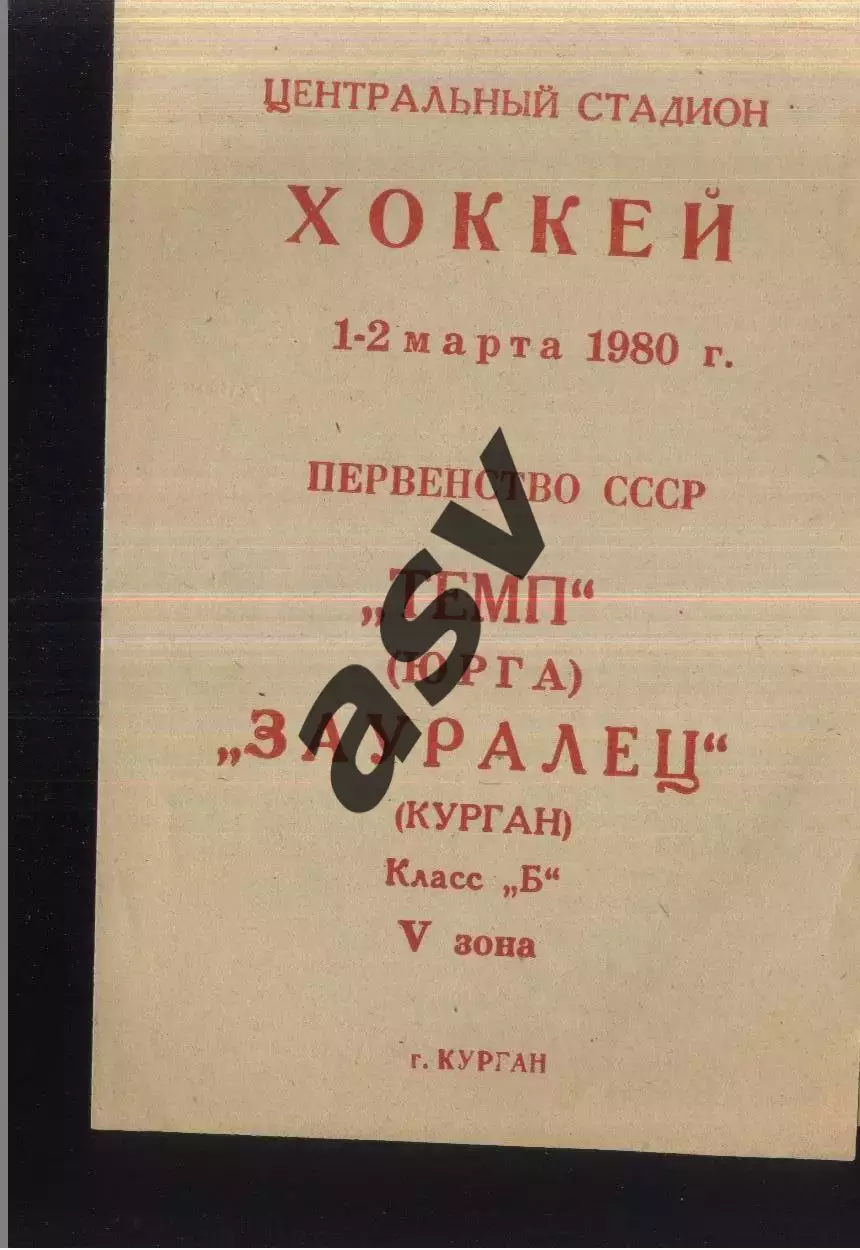 ЦЕНТРАЛЬНЫЙ СТАДИОН
ХОККЕЙ
1-2 марта 1980 г.
ПЕРВЕНСТВО СССР
„ТЕМП“
(ЮРГА)
„ЗАУРАЛЕЦ“
(КУРГАН)
Класс „Б“
V зона
г. КУРГАН
asv